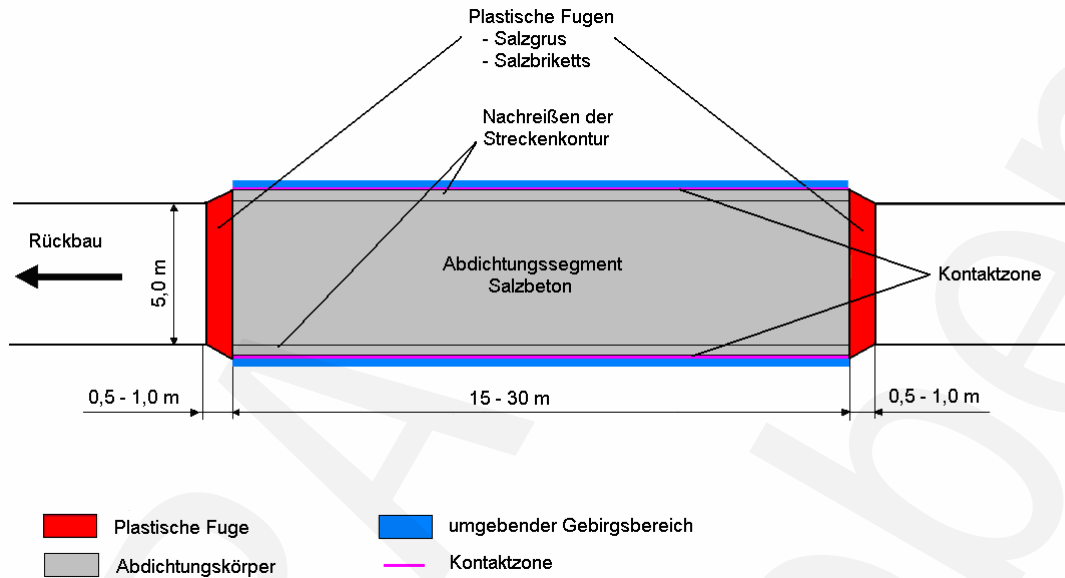 Plastische Fugen
- Salzgrus
- Salzbriketts
Nachreißen der
Streckenkontur
Rückbau
5,0 m
Abdichtungssegment
Salzbeton
Kontaktzone
0,5 - 1,0 m
15 - 30 m
0,5 - 1,0 m
Plastische Fuge
umgebender Gebirgsbereich
Abdichtungskörper
Kontaktzone